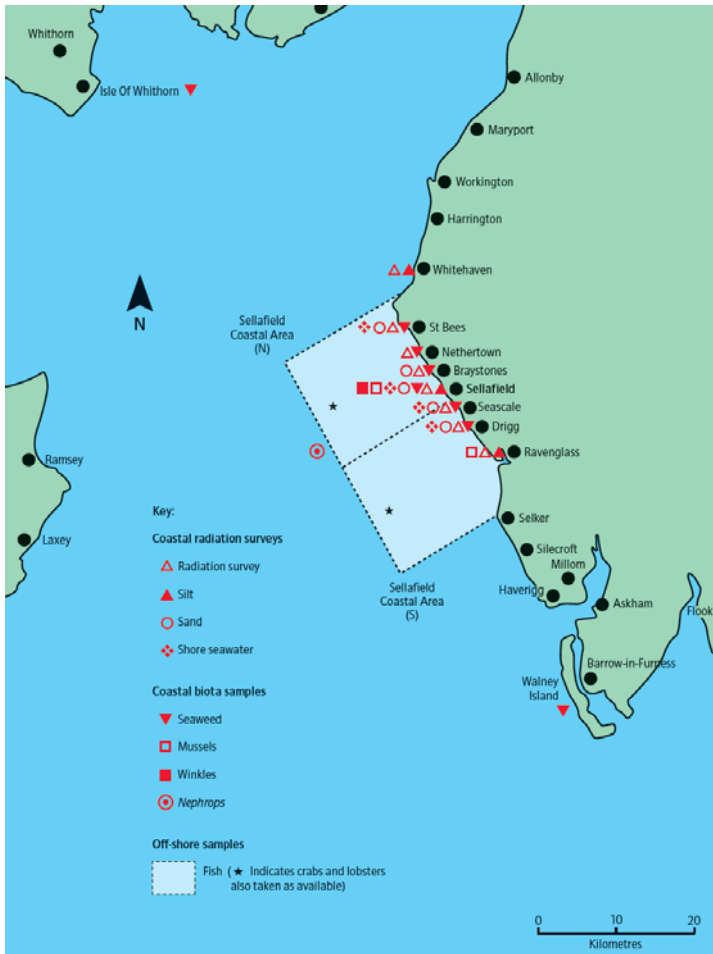 Whithorn
Isle Of Whithorn
Allonby
Maryport
Workington
Harrington
Whitehaven
St Bees
Sellafield
Coastal Area
(N)
Nethertown
Braystones
Sellafield
Seascale
Drigg
Ravenglass
Ramsey
Laxey
N
Key:
Coastal radiation surveys
Radiation survey
Silt
Sand
Shore seawater
Coastal biota samples
Seaweed
Mussels
Winkles
Nephrops
Off-shore samples
Fish (★ Indicates crabs and lobsters
also taken as available)
Selker
Silecroft
Millom
Haverigg
Sellafield
Coastal Area
(S)
Askham
Flook
Barrow-in-Furness
Walney
Island
0 10 20
Kilometres